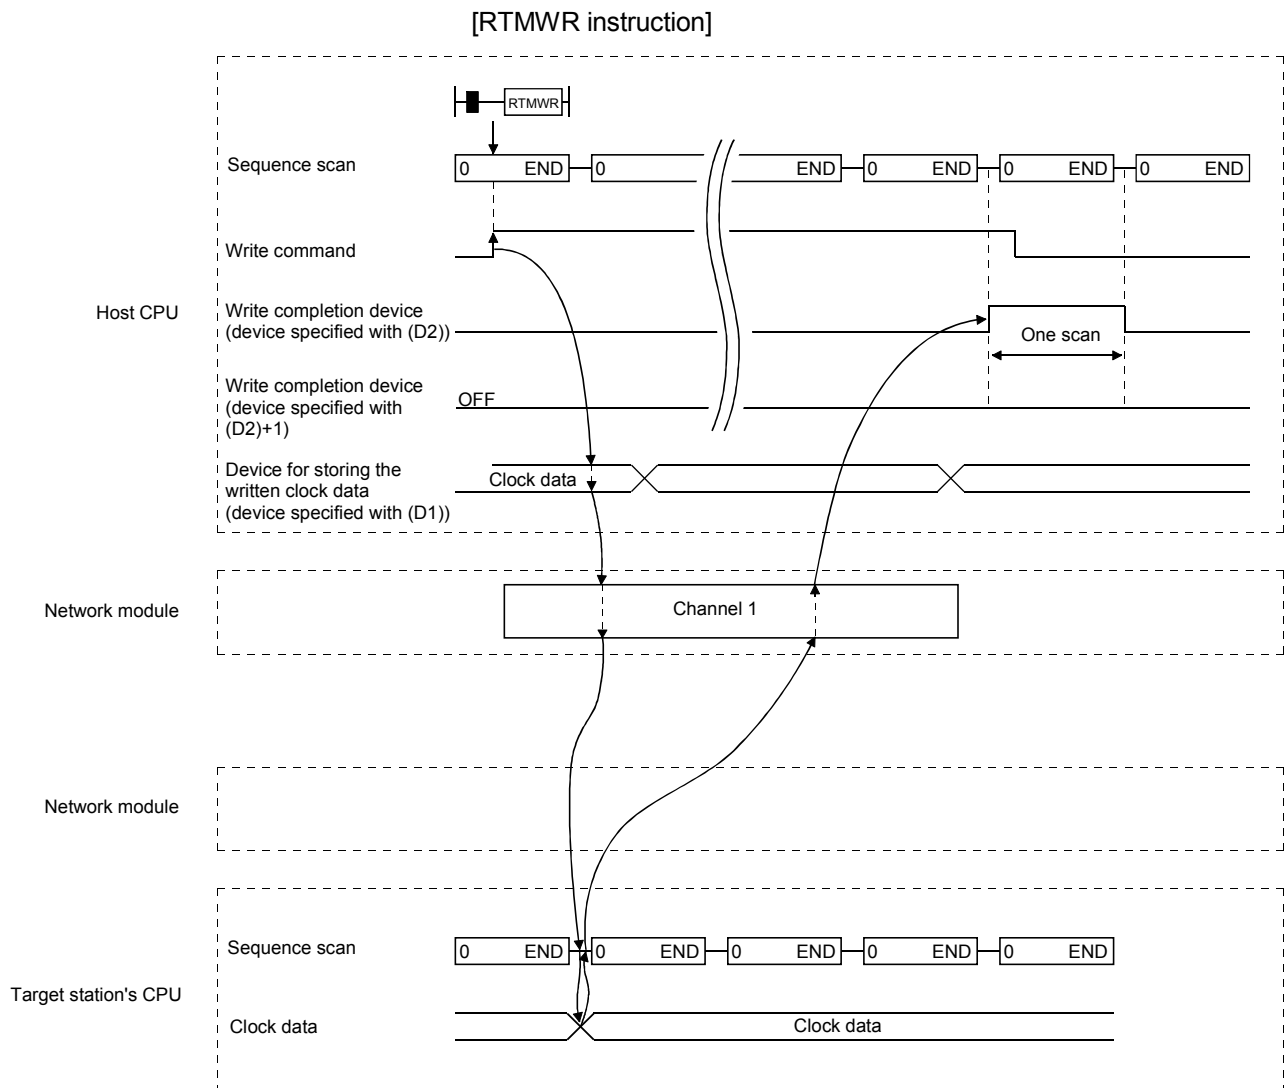 [RTMWR instruction]
RTMWR
Sequence scan
0 END 0 END 0 END 0 END 0 END
Write command
Host CPU
Write completion device
(device specified with (D2))
One scan
Write completion device
(device specified with
(D2)+1)
OFF
Device for storing the
written clock data
(device specified with (D1))
Clock data
Network module
Channel 1
Network module
Sequence scan
0 END 0 END 0 END 0 END 0 END
Target station's CPU
Clock data
Clock data